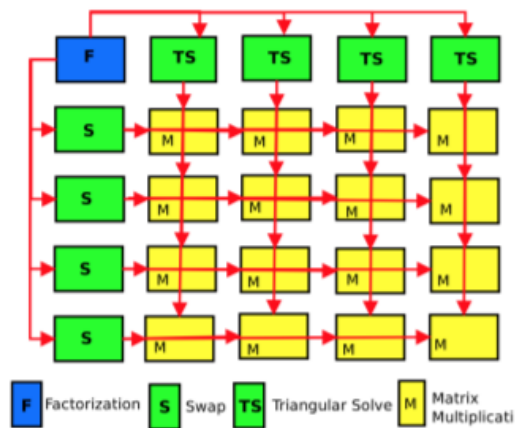 F TS TS TS TS
S M M M M
S M M M M
S M M M M
S M M M M
F Factorization S Swap TS Triangular Solve M Matrix
Multiplicati